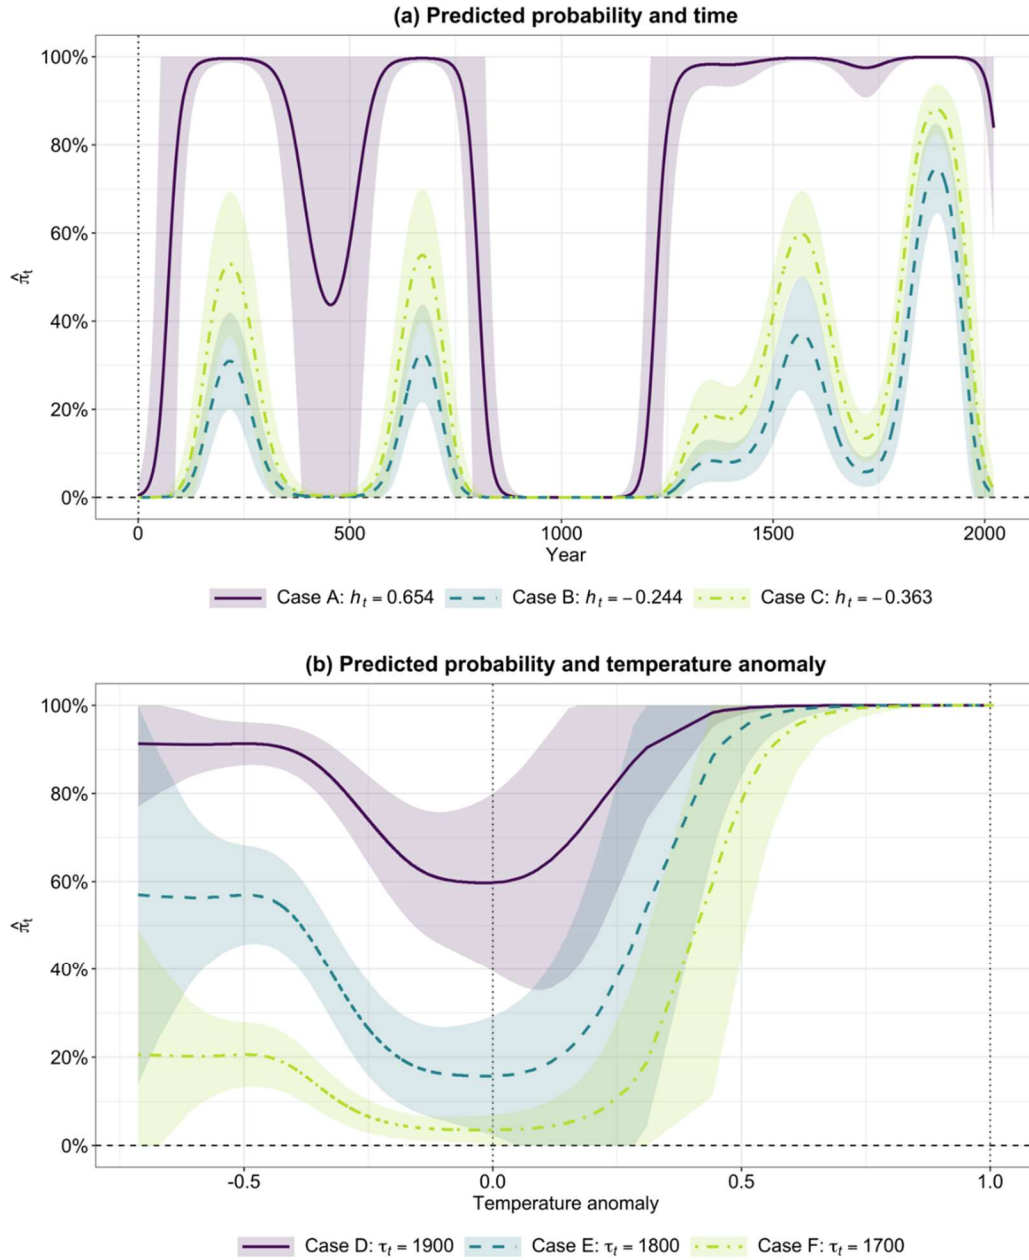 (a) Predicted probability and time
100%
80%
60%
40%
20%
0%
π̂t
0 500 1000 1500 2000
Year
Case A: ht = 0.654 Case B: ht = −0.244 Case C: ht = −0.363
(b) Predicted probability and temperature anomaly
100%
80%
60%
40%
20%
0%
π̂t
-0.5 0.0 0.5 1.0
Temperature anomaly
Case D: τt = 1900 Case E: τt = 1800 Case F: τt = 1700